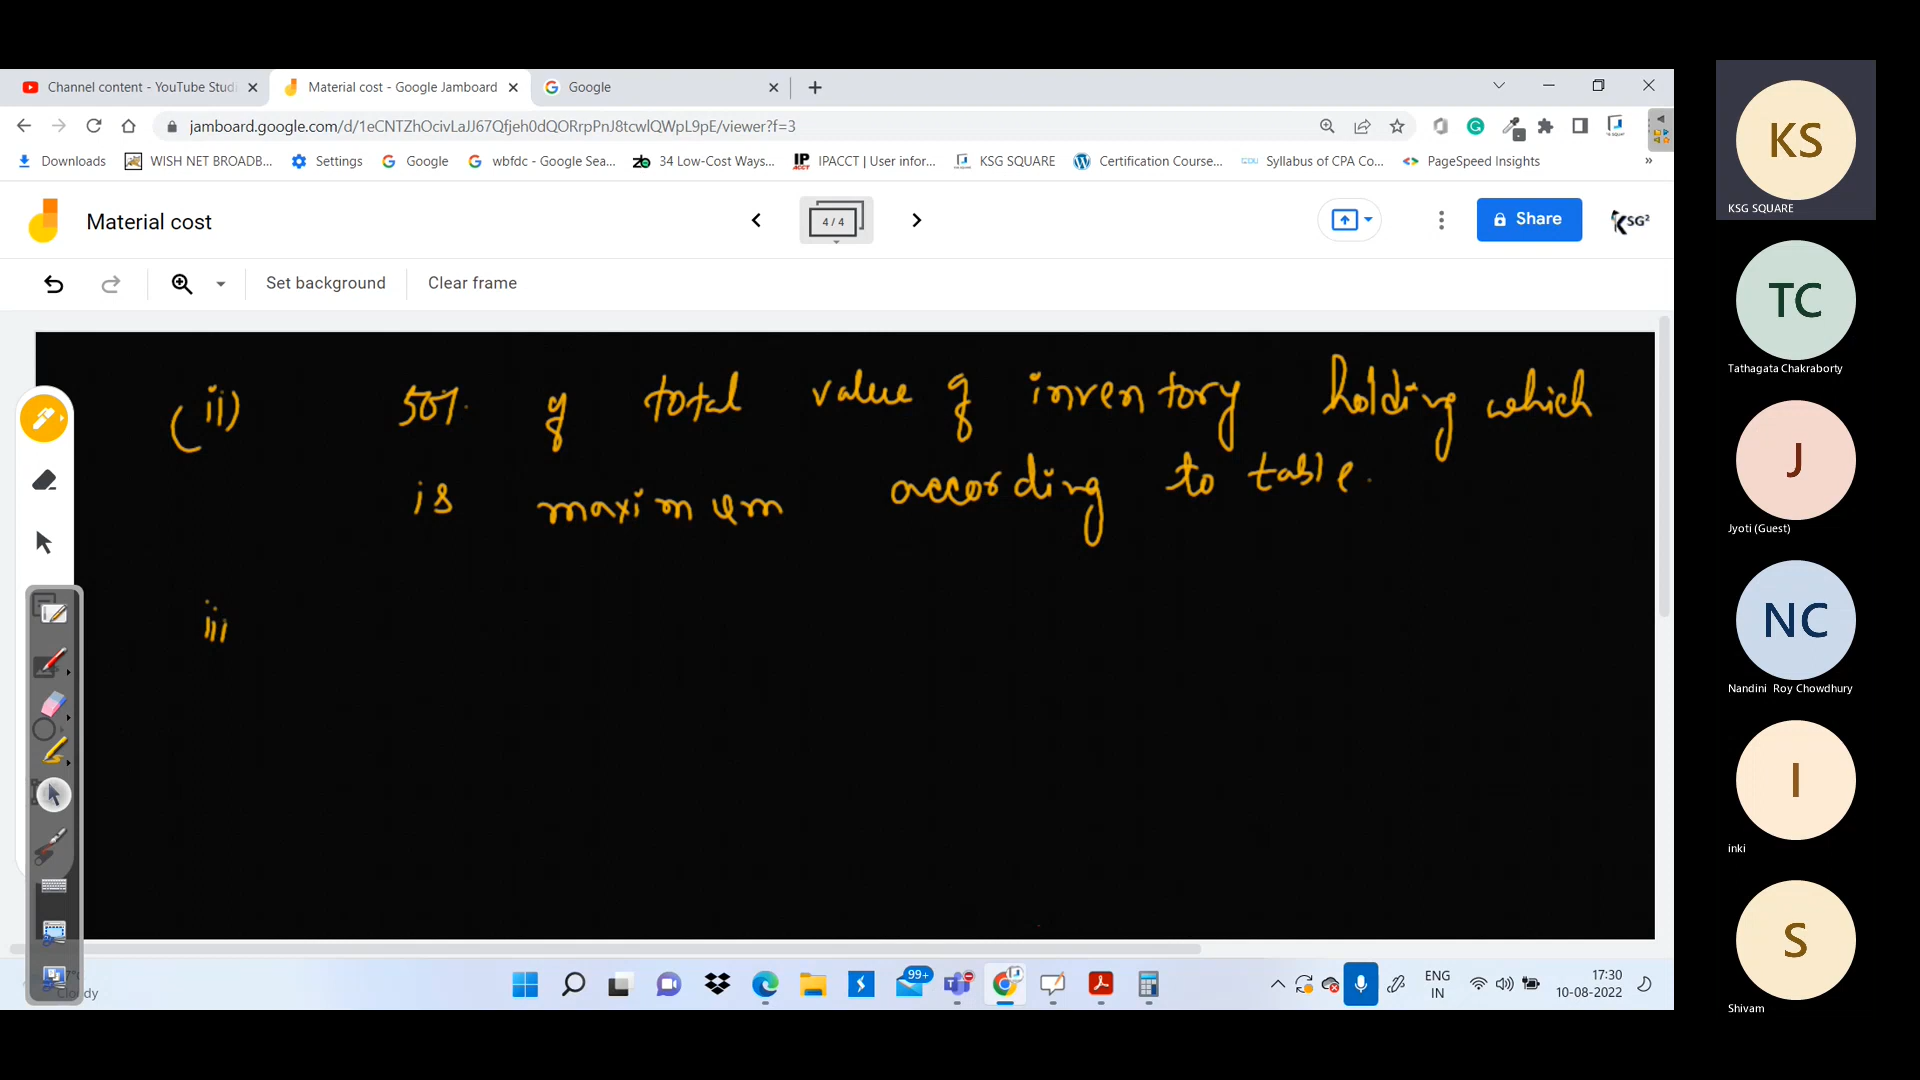 Channel content - YouTube Studi
Material cost - Google Jamboard
Google
jamboard.google.com/d/1eCNTZhOcivLaJJ67Qfjeh0dQORrpPnJ8tcwlQWpL9pE/viewer?f=3
Downloads
WISH NET BROADB...
Settings
Google
wbfdc - Google Sea...
34 Low-Cost Ways...
IPACCT | User infor...
KSG SQUARE
Certification Course...
Syllabus of CPA Co...
PageSpeed Insights
»
Material cost
4 / 4
Share
KSG²
Set background
Clear frame
(ii) 50% of total value of inventory holding which
is maximum according to table.
iii
Cloudy
99+
ENG
IN
17:30
10-08-2022
KS
KSG SQUARE
TC
Tathagata Chakraborty
J
Jyoti (Guest)
NC
Nandini Roy Chowdhury
I
inki
S
Shivam